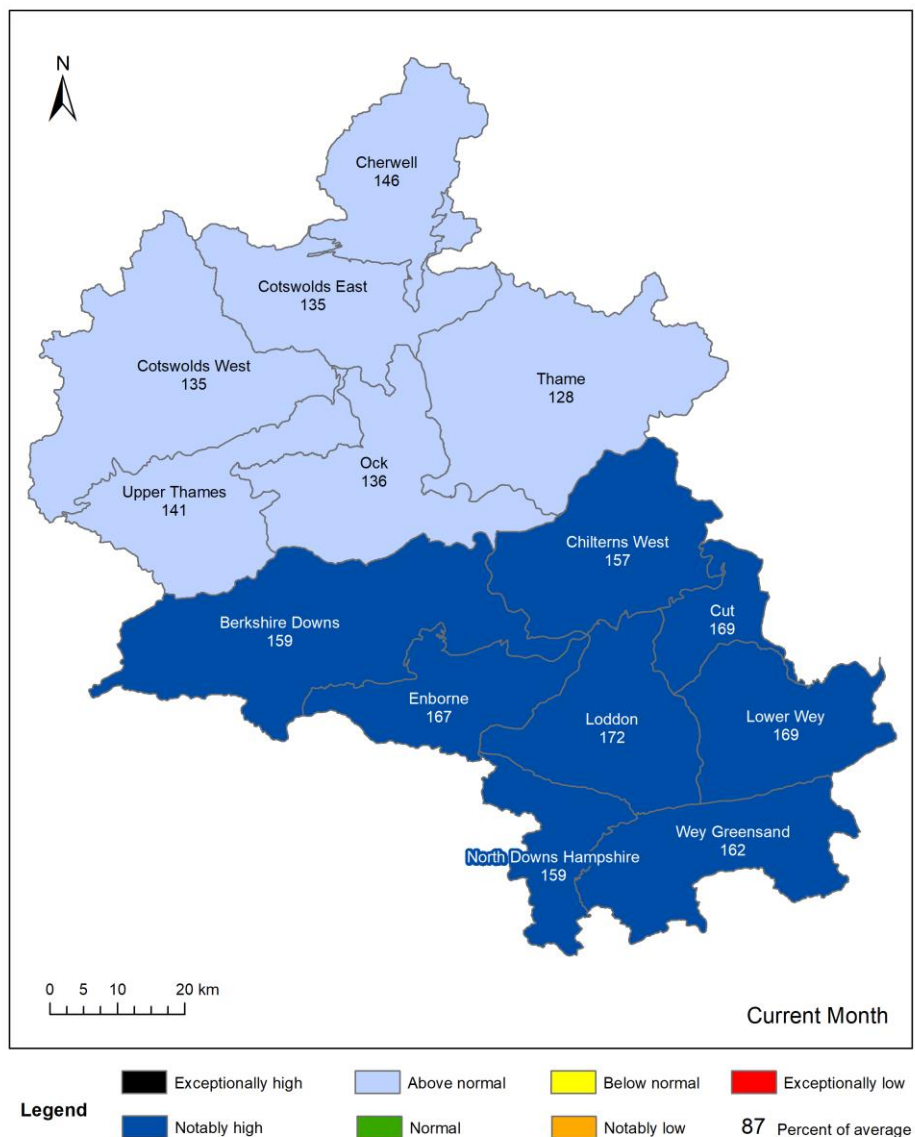 N
Cherwell
146
Cotswolds East
135
Cotswolds West
135
Thame
128
Ock
136
Upper Thames
141
Chilterns West
157
Cut
169
Berkshire Downs
159
Enborne
167
Loddon
172
Lower Wey
169
Wey Greensand
162
North Downs Hampshire
159
0 5 10 20 km
Current Month
Legend
Exceptionally high
Above normal
Below normal
Exceptionally low
Notably high
Normal
Notably low
87 Percent of average